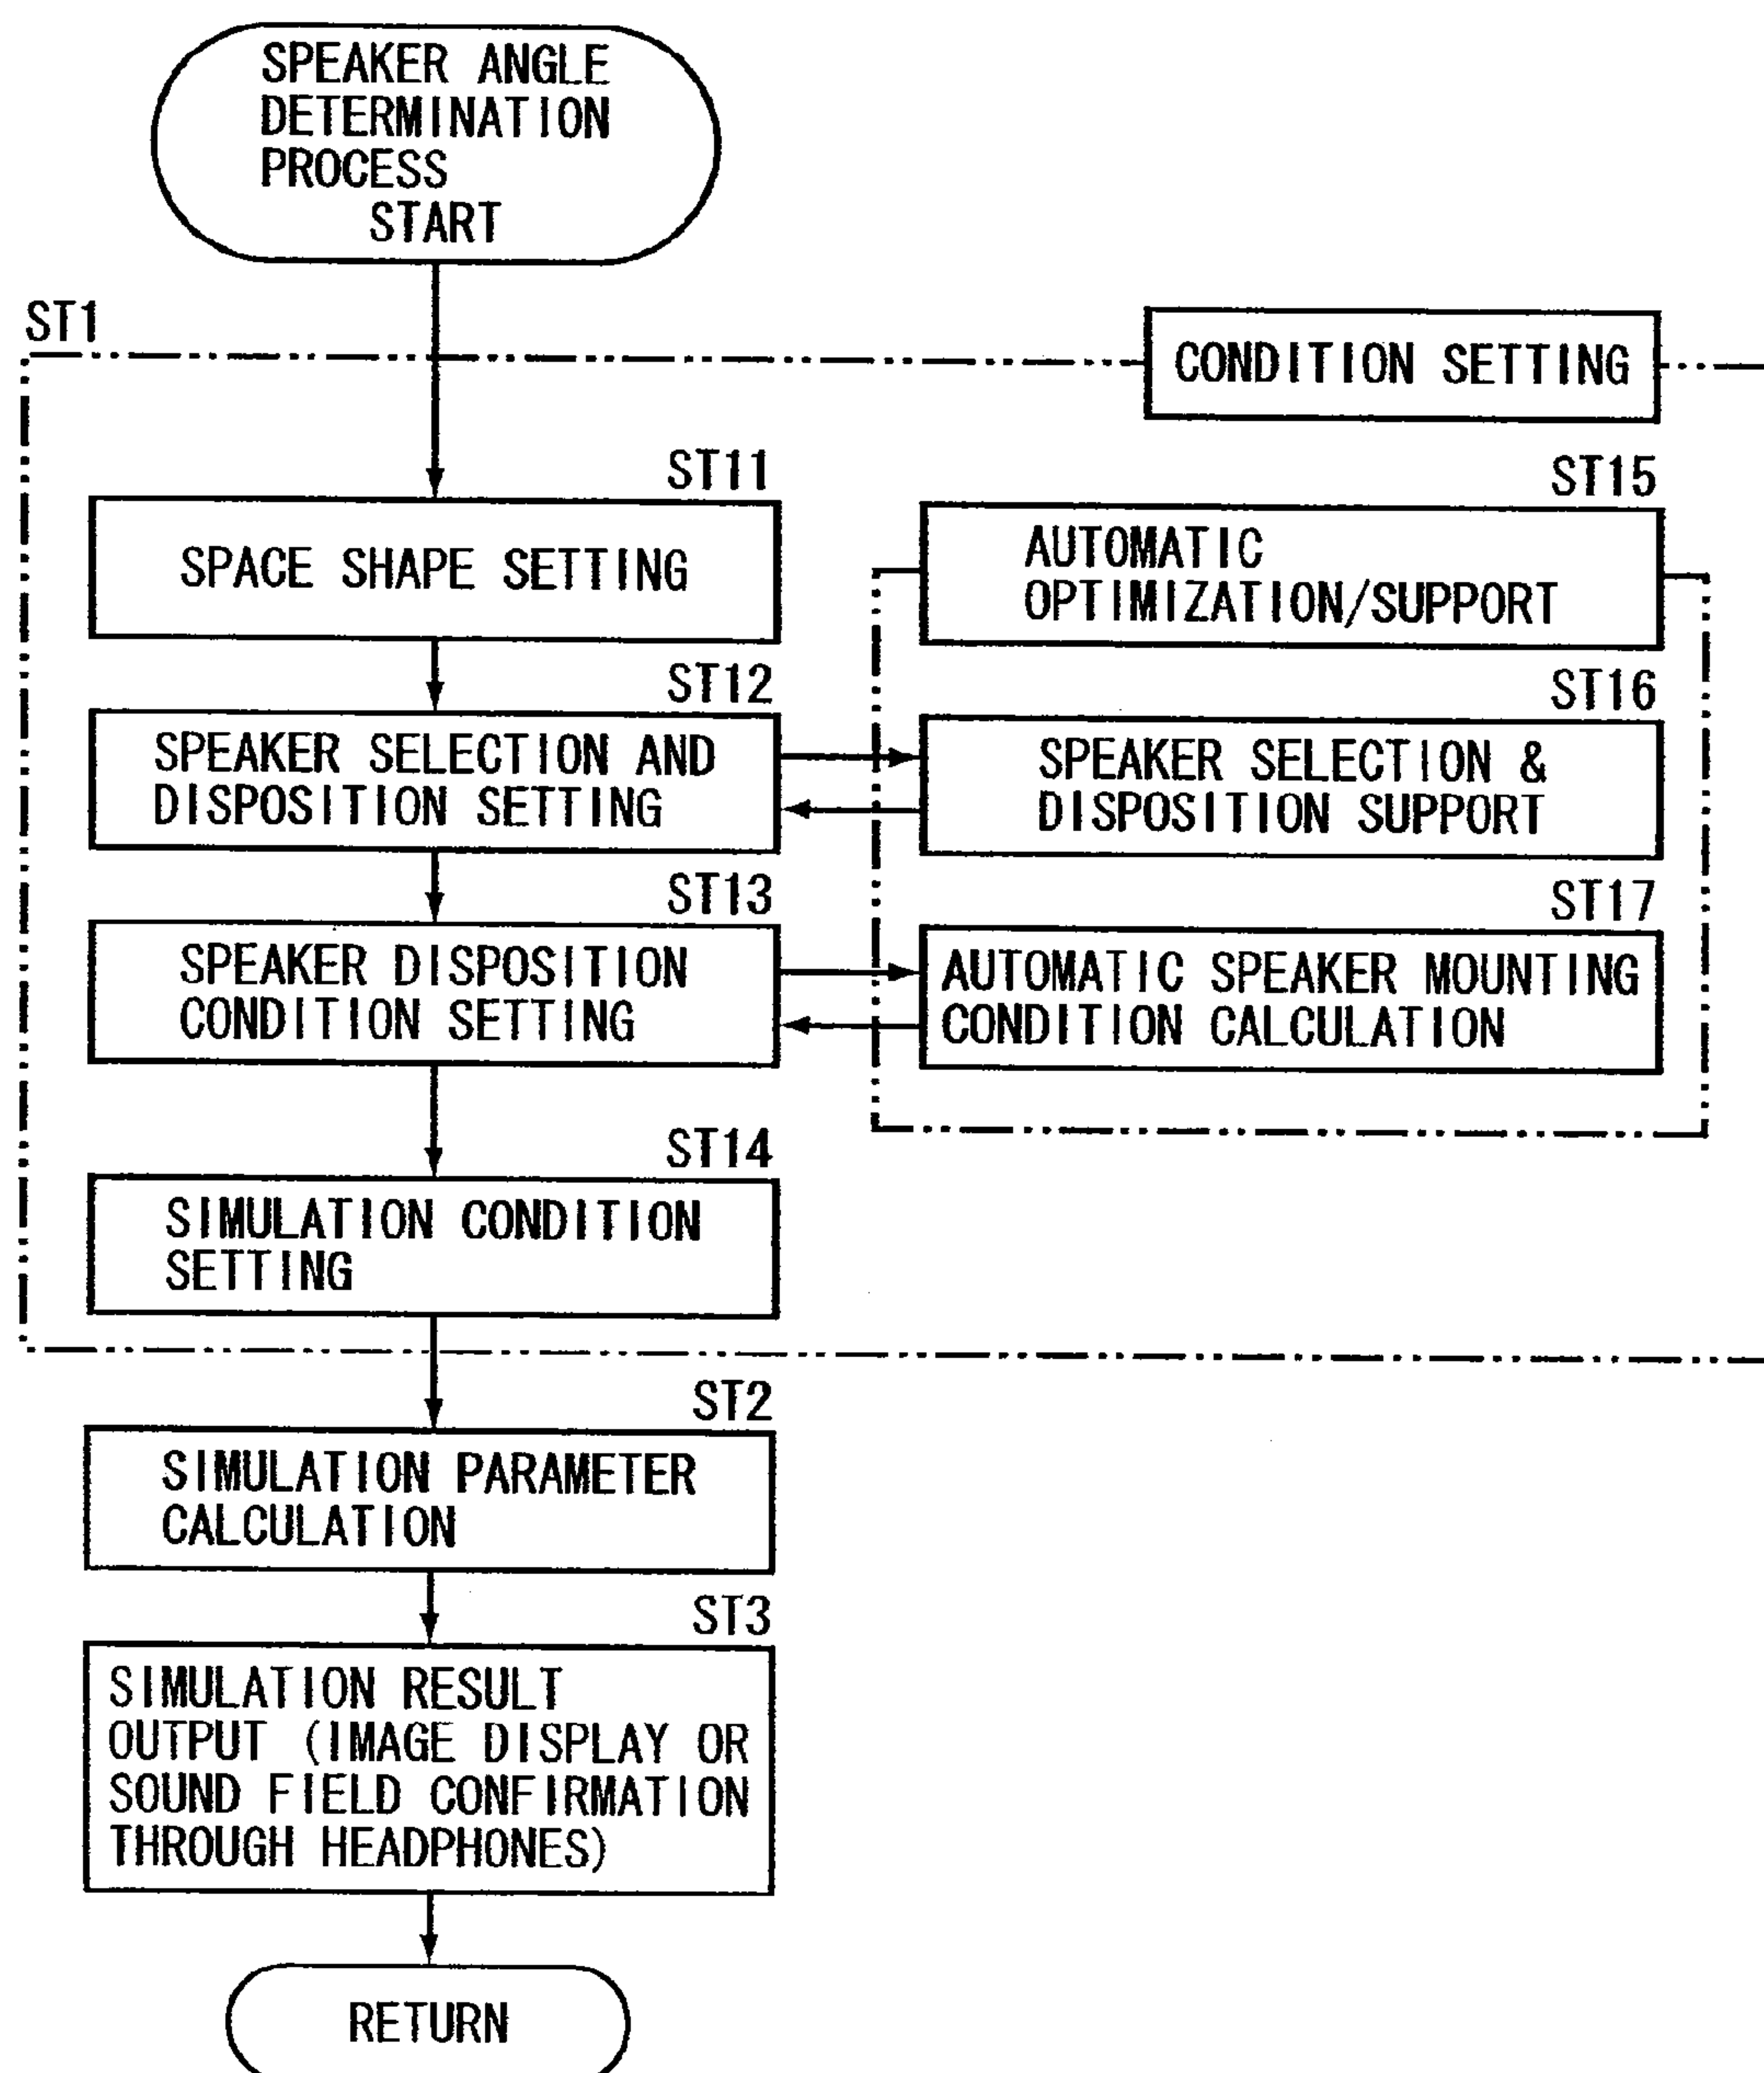 SPEAKER ANGLE
DETERMINATION
PROCESS
START
ST1
CONDITION SETTING
ST11
SPACE SHAPE SETTING
ST15
AUTOMATIC
OPTIMIZATION/SUPPORT
ST12
SPEAKER SELECTION AND
DISPOSITION SETTING
ST16
SPEAKER SELECTION &
DISPOSITION SUPPORT
ST13
SPEAKER DISPOSITION
CONDITION SETTING
ST17
AUTOMATIC SPEAKER MOUNTING
CONDITION CALCULATION
ST14
SIMULATION CONDITION
SETTING
ST2
SIMULATION PARAMETER
CALCULATION
ST3
SIMULATION RESULT
OUTPUT (IMAGE DISPLAY OR
SOUND FIELD CONFIRMATION
THROUGH HEADPHONES)
RETURN